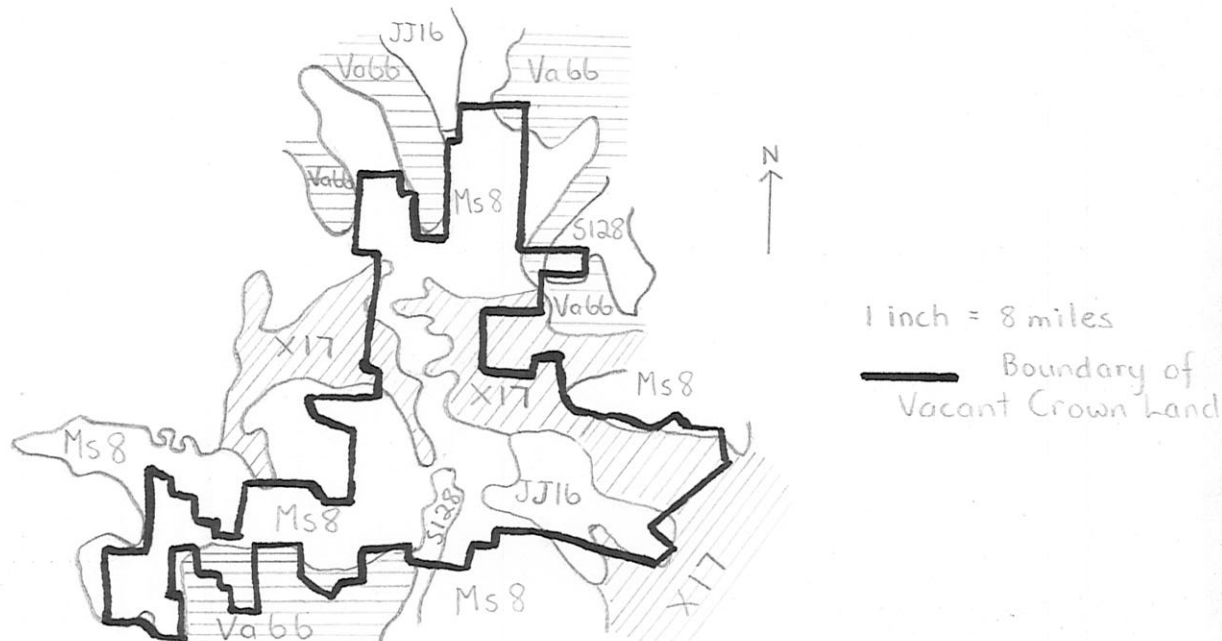 JJ16
Va66
Va66
Va66
Ms8
N
S128
Va66
1 inch = 8 miles
X17
Boundary of
Vacant Crown Land
X17
Ms8
Ms8
JJ16
Ms8
S128
Ms8
X17
Va66